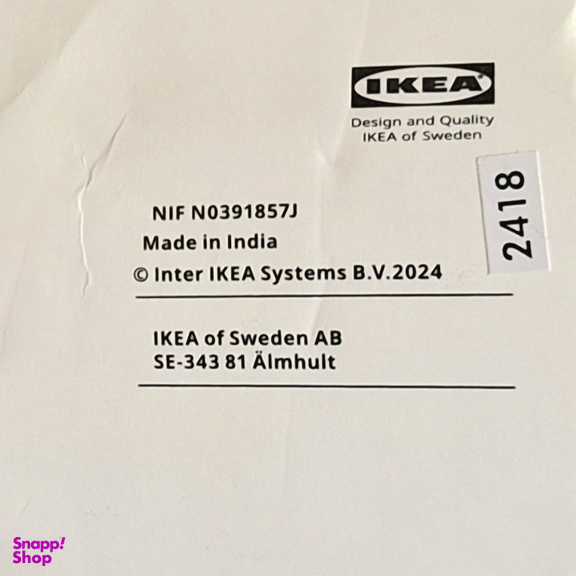 IKEA
Design and Quality
IKEA of Sweden
2418
NIF N0391857J
Made in India
© Inter IKEA Systems B.V.2024
IKEA of Sweden AB
SE-343 81 Älmhult
Snapp!
Shop